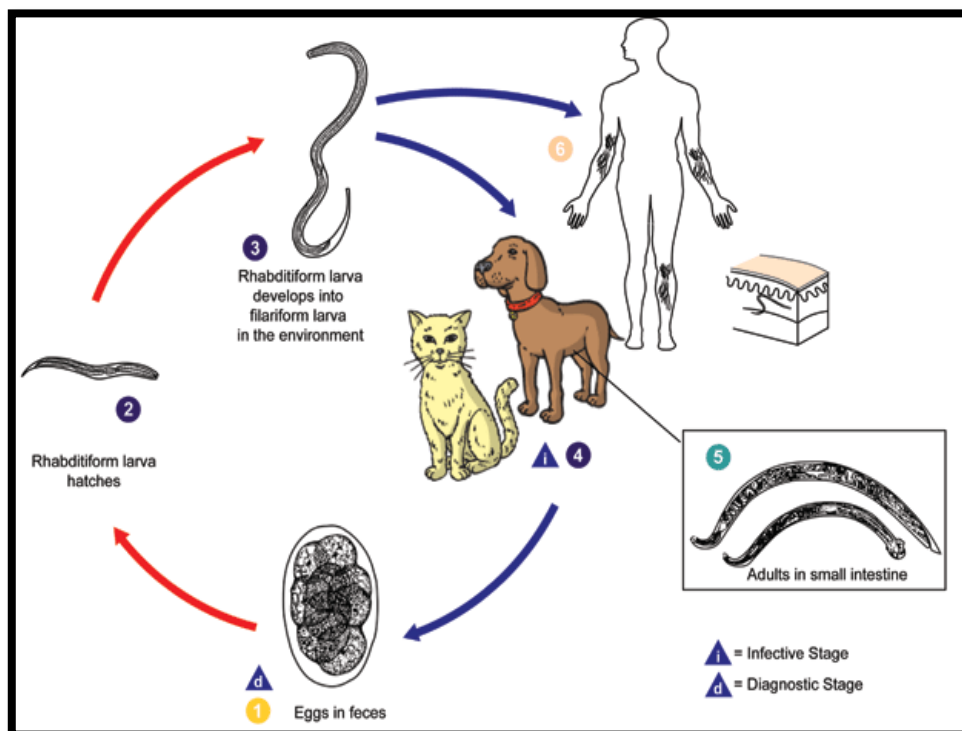 6
3
Rhabditiform larva
develops into
filariform larva
in the environment
2
Rhabditiform larva
hatches
i 4
5
Adults in small intestine
d
1 Eggs in feces
i = Infective Stage
d = Diagnostic Stage